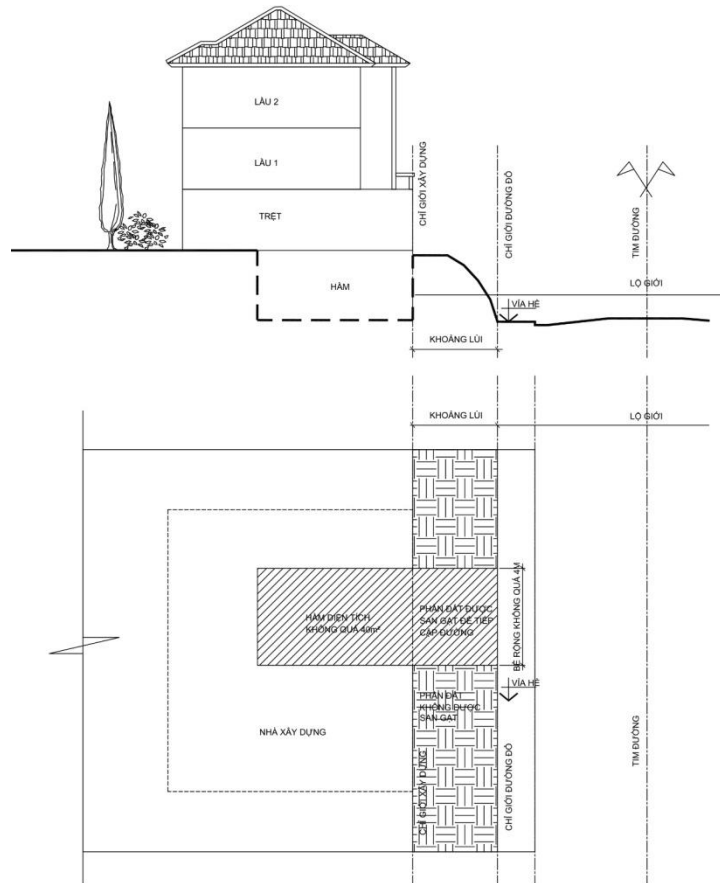 LẦU 2
LẦU 1
TRỆT
HẦM
CHỈ GIỚI XÂY DỰNG
CHỈ GIỚI ĐƯỜNG ĐỎ
TIM ĐƯỜNG
LỘ GIỚI
VỈA HÈ
KHOẢNG LÙI
KHOẢNG LÙI
LỘ GIỚI
HẦM DIỆN TÍCH
KHÔNG QUÁ 40m²
PHẦN ĐẤT ĐƯỢC
SAN GẠT ĐỂ TIẾP
CẬP ĐƯỜNG
BỀ RỘNG KHÔNG QUÁ 4M
VỈA HÈ
PHẦN ĐẤT
KHÔNG ĐƯỢC
SAN GẠT
NHÀ XÂY DỰNG
CHỈ GIỚI XÂY DỰNG
CHỈ GIỚI ĐƯỜNG ĐỎ
TIM ĐƯỜNG